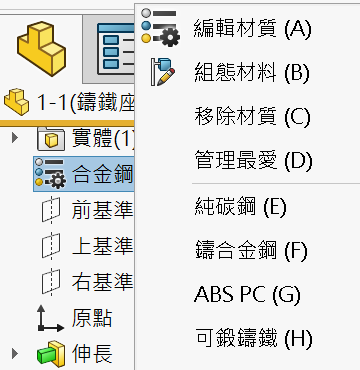 1-1(鑄鐵座
實體(1)
合金鋼
前基準
上基準
右基準
原點
伸長
編輯材質 (A)
組態材料 (B)
移除材質 (C)
管理最愛 (D)
純碳鋼 (E)
鑄合金鋼 (F)
ABS PC (G)
可鍛鑄鐵 (H)